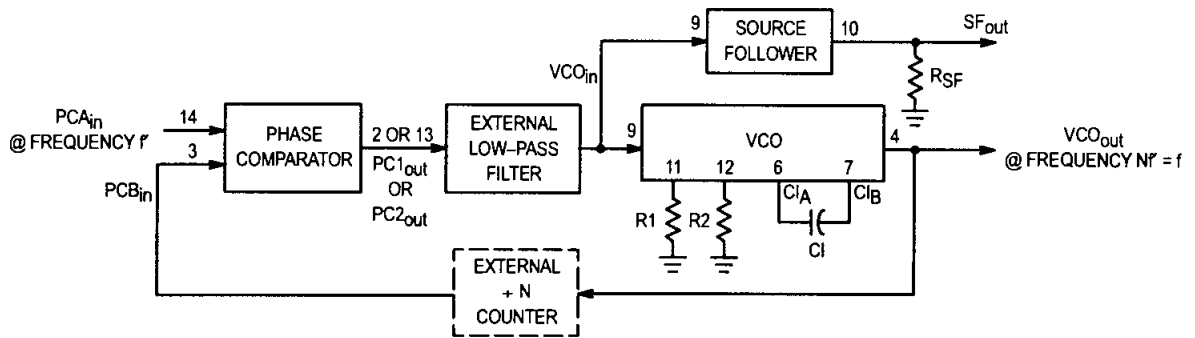 9
SOURCE
FOLLOWER
10
SFout
RSF
VCOin
PCAin
@ FREQUENCY f'
14
3
PCBin
PHASE
COMPARATOR
2 OR 13
PC1out
OR
PC2out
EXTERNAL
LOW–PASS
FILTER
9
VCO
4
11
12
6
7
CIA
CIB
R1
R2
CI
VCOout
@ FREQUENCY Nf' = f
EXTERNAL
+ N
COUNTER